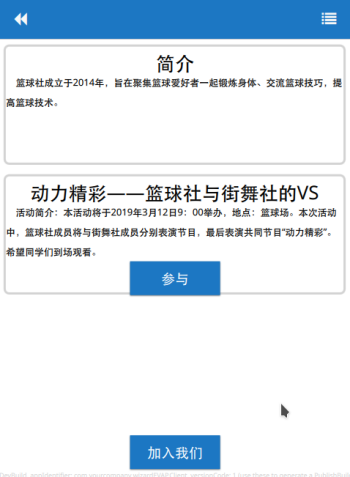 简介
篮球社成立于2014年，旨在聚集篮球爱好者一起锻炼身体、交流篮球技巧，提
高篮球技术。
动力精彩——篮球社与街舞社的VS
活动简介：本活动将于2019年3月12日9：00举办，地点：篮球场。本次活动
中，篮球社成员将与街舞社成员分别表演节目，最后表演共同节目“动力精彩”。
希望同学们到场观看。
参与
加入我们